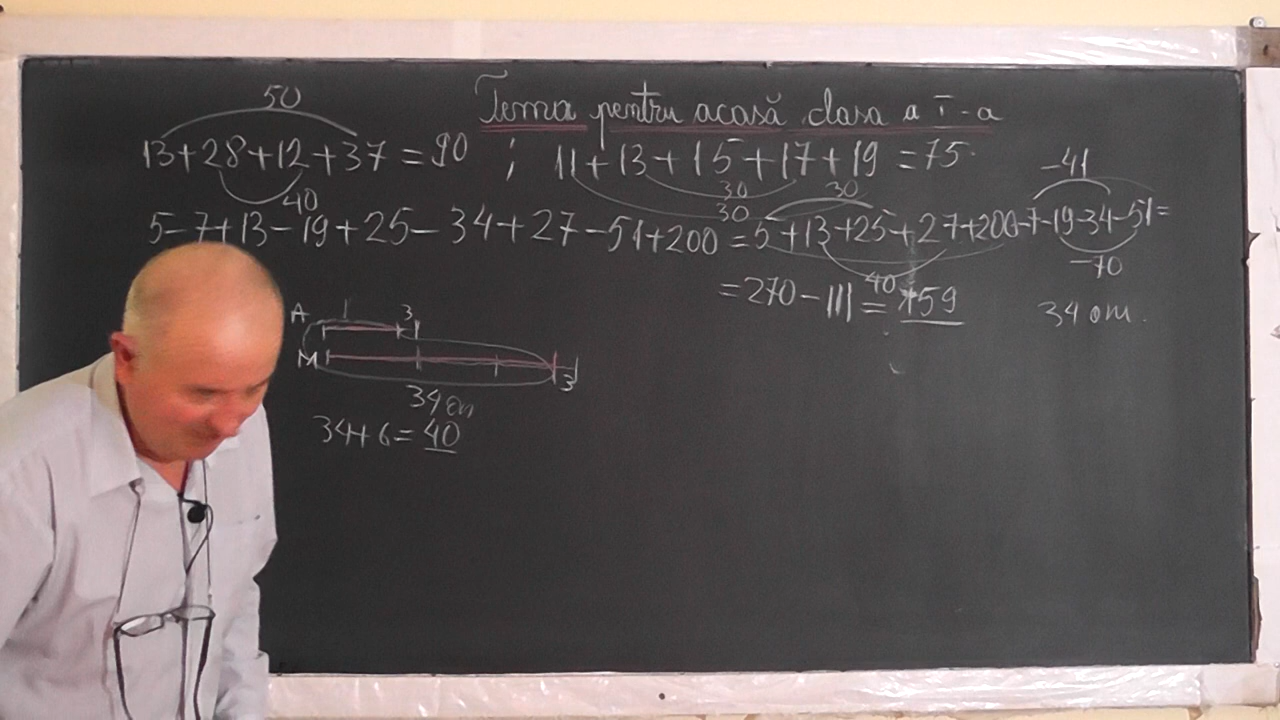 Tema pentru acasă clasa a I-a
50
13+28+12+37=90 ; 11+13+15+17+19=75.
40
30
30
30
-41
5-7+13-19+25-34+27-51+200=5+13+25+27+200-7-19-34-51=
40
-70
=270-111=159
34 om.
A 1 3
M 3
34 om
34+6=40